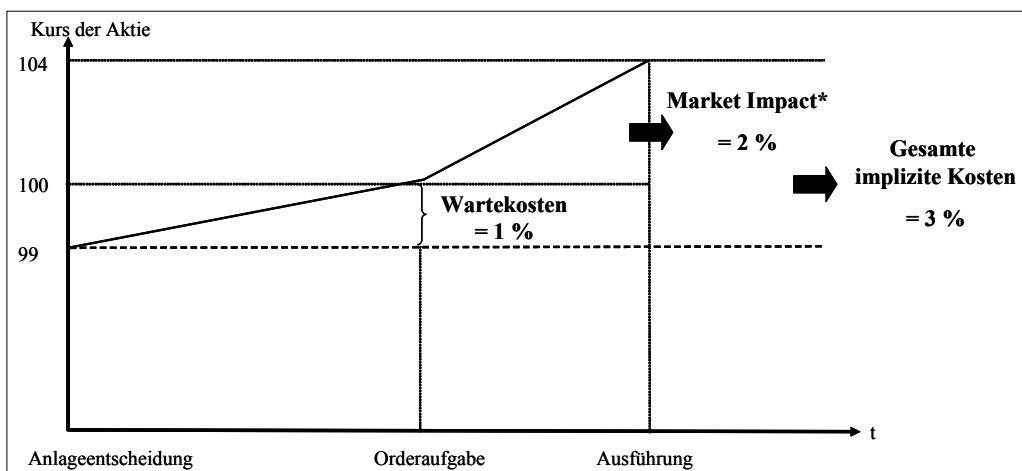 Kurs der Aktie
104
Market Impact*
= 2 %
Gesamte
implizite Kosten
= 3 %
100
Wartekosten
= 1 %
99
t
Anlageentscheidung
Orderaufgabe
Ausführung